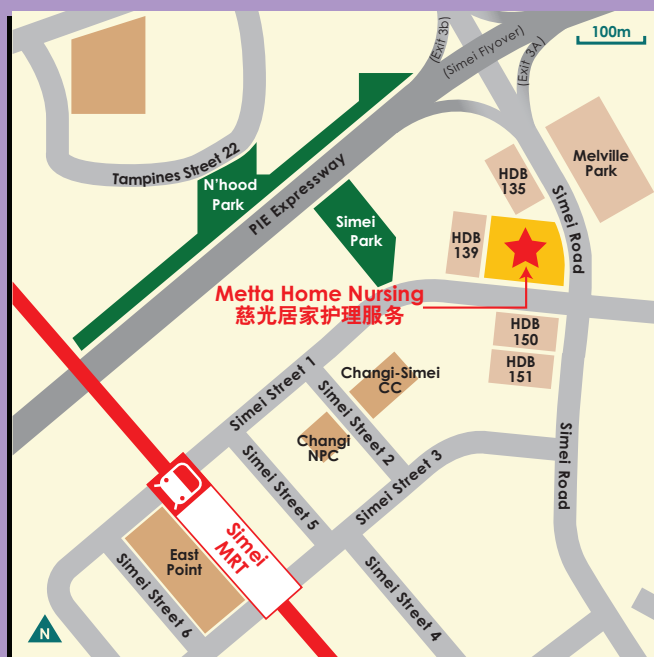 (Exit 3b)
(Simei Flyover)
(Exit 3A)
100m
Tampines Street 22
N'hood
Park
PIE Expressway
Simei
Park
HDB
135
Melville
Park
Simei Road
HDB
139
Metta Home Nursing
慈光居家护理服务
HDB
150
HDB
151
Simei Street 1
Changi-Simei
CC
Simei Street 2
Changi
NPC
Simei Street 3
Simei Road
Simei Street 5
Simei
MRT
East
Point
Simei Street 6
Simei Street 4
N